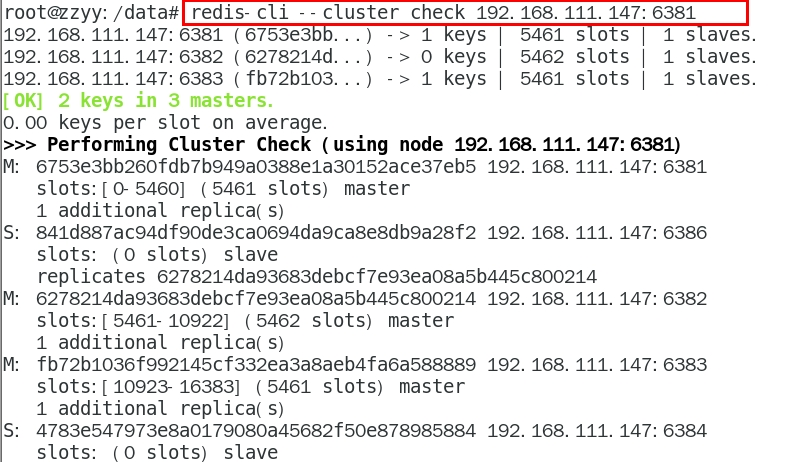 root@zzyy:/data# redis-cli --cluster check 192.168.111.147:6381
192.168.111.147:6381 (6753e3bb...) -> 1 keys | 5461 slots | 1 slaves.
192.168.111.147:6382 (6278214d...) -> 0 keys | 5462 slots | 1 slaves.
192.168.111.147:6383 (fb72b103...) -> 1 keys | 5461 slots | 1 slaves.
[OK] 2 keys in 3 masters.
0.00 keys per slot on average.
>>> Performing Cluster Check (using node 192.168.111.147:6381)
M: 6753e3bb260fdb7b949a0388e1a30152ace37eb5 192.168.111.147:6381
   slots:[0-5460] (5461 slots) master
   1 additional replica(s)
S: 841d887ac94df90de3ca0694da9ca8e8db9a28f2 192.168.111.147:6386
   slots: (0 slots) slave
   replicates 6278214da93683debcf7e93ea08a5b445c800214
M: 6278214da93683debcf7e93ea08a5b445c800214 192.168.111.147:6382
   slots:[5461-10922] (5462 slots) master
   1 additional replica(s)
M: fb72b1036f992145cf332ea3a8aeb4fa6a588889 192.168.111.147:6383
   slots:[10923-16383] (5461 slots) master
   1 additional replica(s)
S: 4783e547973e8a0179080a45682f50e878985884 192.168.111.147:6384
   slots: (0 slots) slave